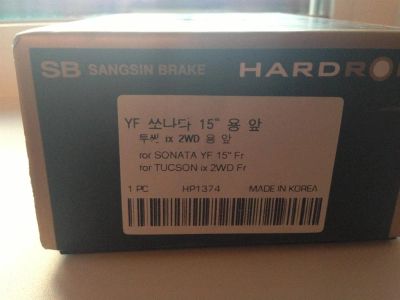 SB SANGSIN BRAKE HARDRO
YF 쏘나타 15" 용 앞
투싼 ix 2WD 용 앞
for SONATA YF 15" Fr
for TUCSON ix 2WD Fr
1 PC HP1374 MADE IN KOREA